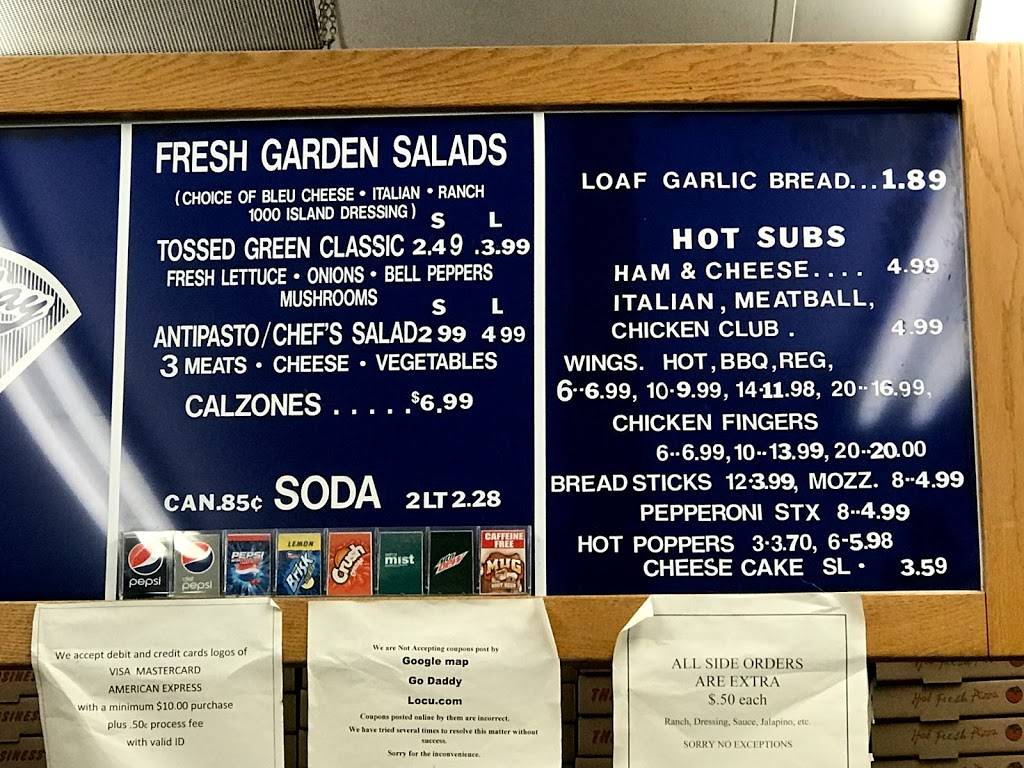 FRESH GARDEN SALADS
(CHOICE OF BLEU CHEESE • ITALIAN • RANCH
1000 ISLAND DRESSING)
S L
TOSSED GREEN CLASSIC 2.49 .3.99
FRESH LETTUCE • ONIONS • BELL PEPPERS
MUSHROOMS
S L
ANTIPASTO/CHEF'S SALAD 2 99 4 99
3 MEATS • CHEESE • VEGETABLES
CALZONES .....$6.99
CAN.85¢ SODA 2LT 2.28
pepsi
diet pepsi
PEPSI
LEMON
BRISK
Crush
mist
CAFFEINE
FREE
MUG
ROOT BEER
LOAF GARLIC BREAD...1.89
HOT SUBS
HAM & CHEESE.... 4.99
ITALIAN, MEATBALL,
CHICKEN CLUB . 4.99
WINGS. HOT,BBQ,REG,
6--6.99, 10-9.99, 14-11.98, 20--16.99,
CHICKEN FINGERS
6--6.99, 10--13.99, 20--20.00
BREAD STICKS 12-3.99, MOZZ. 8--4.99
PEPPERONI STX 8--4.99
HOT POPPERS 3-3.70, 6-5.98
CHEESE CAKE SL • 3.59
We accept debit and credit cards logos of
VISA MASTERCARD
AMERICAN EXPRESS
with a minimum $10.00 purchase
plus .50c process fee
with valid ID
We are Not Accepting coupons post by
Google map
Go Daddy
Locu.com
Coupons posted online by them are incorrect.
We have tried several times to resolve this matter without
success.
Sorry for the inconvenience.
ALL SIDE ORDERS
ARE EXTRA
$.50 each
Ranch, Dressing, Sauce, Jalapino, etc.
SORRY NO EXCEPTIONS
Hot Fresh Pizza
Hot Fresh Pizza